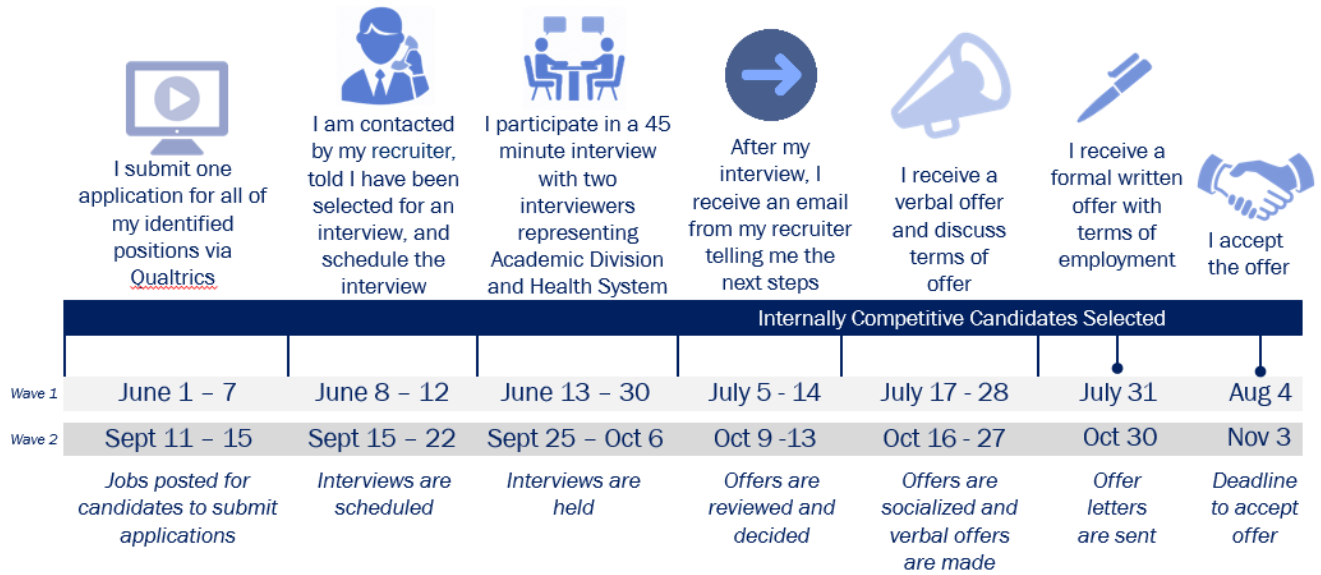 I submit one
application for all of
my identified
positions via
Qualtrics
I am contacted
by my recruiter,
told I have been
selected for an
interview, and
schedule the
interview
I participate in a 45
minute interview
with two
interviewers
representing
Academic Division
and Health System
After my
interview, I
receive an email
from my recruiter
telling me the
next steps
I receive a
verbal offer
and discuss
terms of
offer
I receive a
formal written
offer with
terms of
employment
I accept
the offer
Internally Competitive Candidates Selected
Wave 1 June 1 – 7 June 8 – 12 June 13 – 30 July 5 - 14 July 17 - 28 July 31 Aug 4
Wave 2 Sept 11 – 15 Sept 15 – 22 Sept 25 – Oct 6 Oct 9 -13 Oct 16 - 27 Oct 30 Nov 3
Jobs posted for
candidates to submit
applications
Interviews are
scheduled
Interviews are
held
Offers are
reviewed and
decided
Offers are
socialized and
verbal offers
are made
Offer
letters
are sent
Deadline
to accept
offer